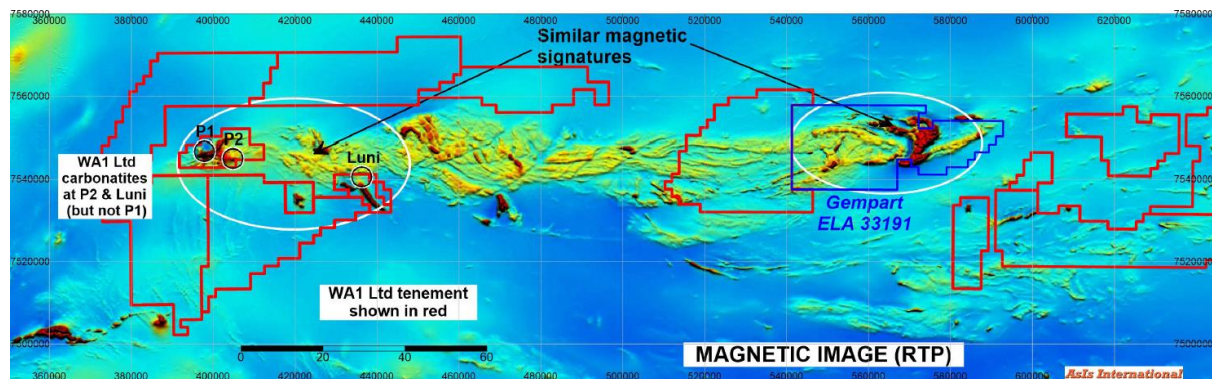 360000 380000 400000 420000 440000 460000 480000 500000 520000 540000 560000 580000 600000 620000
7580000 7580000
Similar magnetic
signatures
7560000 7560000
P1
P2
Luni
WA1 Ltd
carbonatites
at P2 & Luni
(but not P1)
7540000 7540000
Gempart
ELA 33191
7520000 7520000
WA1 Ltd tenement
shown in red
7500000 7500000
0 20 40 60
MAGNETIC IMAGE (RTP)
360000 380000 400000 420000 440000 460000 480000 500000 520000 540000 560000 580000 600000 620000
AsIs International